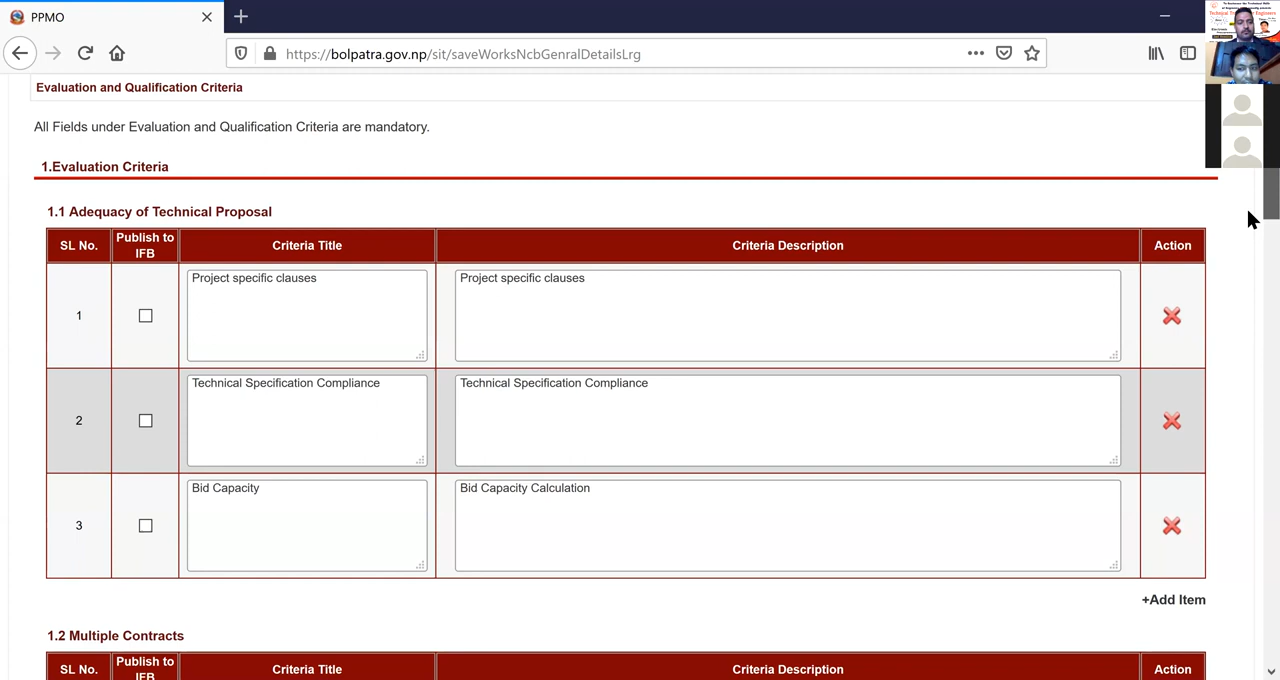 PPMO
https://bolpatra.gov.np/sit/saveWorksNcbGenralDetailsLrg
Evaluation and Qualification Criteria
All Fields under Evaluation and Qualification Criteria are mandatory.
1.Evaluation Criteria
1.1 Adequacy of Technical Proposal
SL No. Publish to IFB Criteria Title Criteria Description Action
1 Project specific clauses Project specific clauses
2 Technical Specification Compliance Technical Specification Compliance
3 Bid Capacity Bid Capacity Calculation
+Add Item
1.2 Multiple Contracts
SL No. Publish to IFB Criteria Title Criteria Description Action